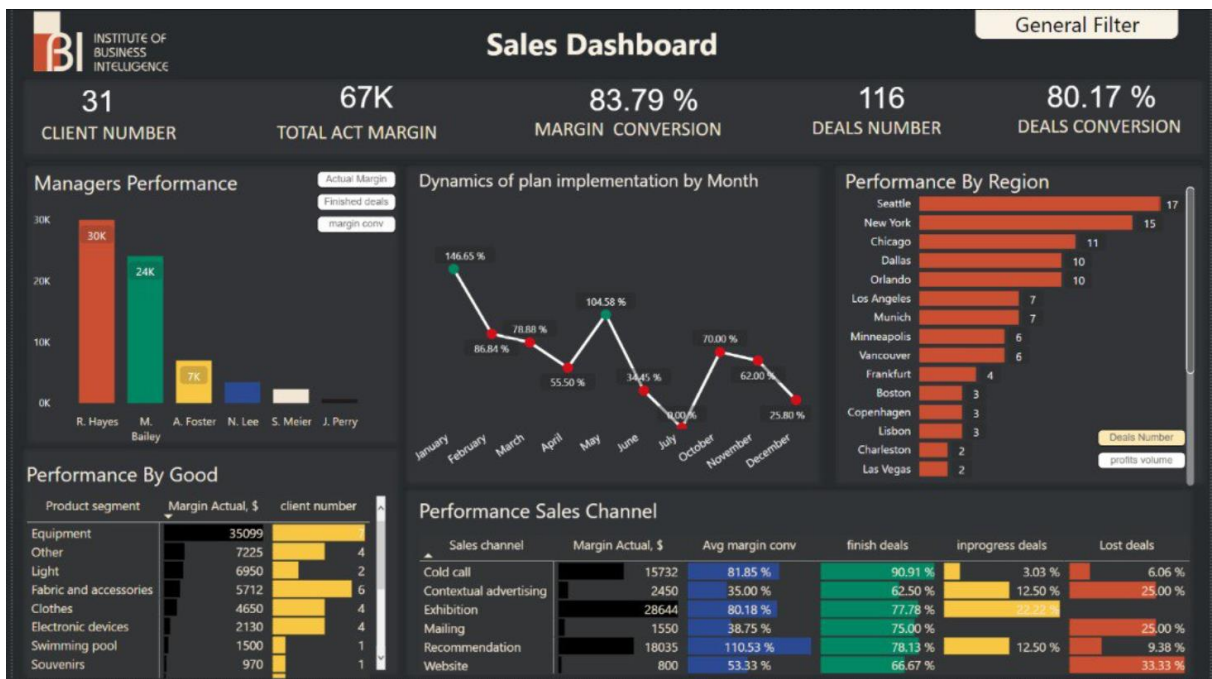 General Filter
INSTITUTE OF
BUSINESS
INTELLIGENCE
BI
Sales Dashboard
31
CLIENT NUMBER
67K
TOTAL ACT MARGIN
83.79 %
MARGIN CONVERSION
116
DEALS NUMBER
80.17 %
DEALS CONVERSION
Managers Performance
Actual Margin
Finished deals
margin conv
30K
20K
10K
0K
30K
24K
7K
R. Hayes
M. Bailey
A. Foster
N. Lee
S. Meier
J. Perry
Dynamics of plan implementation by Month
146.65 %
86.84 %
78.88 %
55.50 %
104.58 %
34.45 %
0.00 %
70.00 %
62.00 %
25.80 %
January
February
March
April
May
June
July
October
November
December
Performance By Region
Seattle 17
New York 15
Chicago 11
Dallas 10
Orlando 10
Los Angeles 7
Munich 7
Minneapolis 6
Vancouver 6
Frankfurt 4
Boston 3
Copenhagen 3
Lisbon 3
Charleston 2
Las Vegas 2
Deals Number
profits volume
Performance By Good
Product segment Margin Actual, $ client number
Equipment 35099 7
Other 7225 4
Light 6950 2
Fabric and accessories 5712 6
Clothes 4650 4
Electronic devices 2130 4
Swimming pool 1500 1
Souvenirs 970 1
Performance Sales Channel
Sales channel Margin Actual, $ Avg margin conv finish deals inprogress deals Lost deals
Cold call 15732 81.85 % 90.91 % 3.03 % 6.06 %
Contextual advertising 2450 35.00 % 62.50 % 12.50 % 25.00 %
Exhibition 28644 80.18 % 77.78 % 22.22 %
Mailing 1550 38.75 % 75.00 % 25.00 %
Recommendation 18035 110.53 % 78.13 % 12.50 % 9.38 %
Website 800 53.33 % 66.67 % 33.33 %